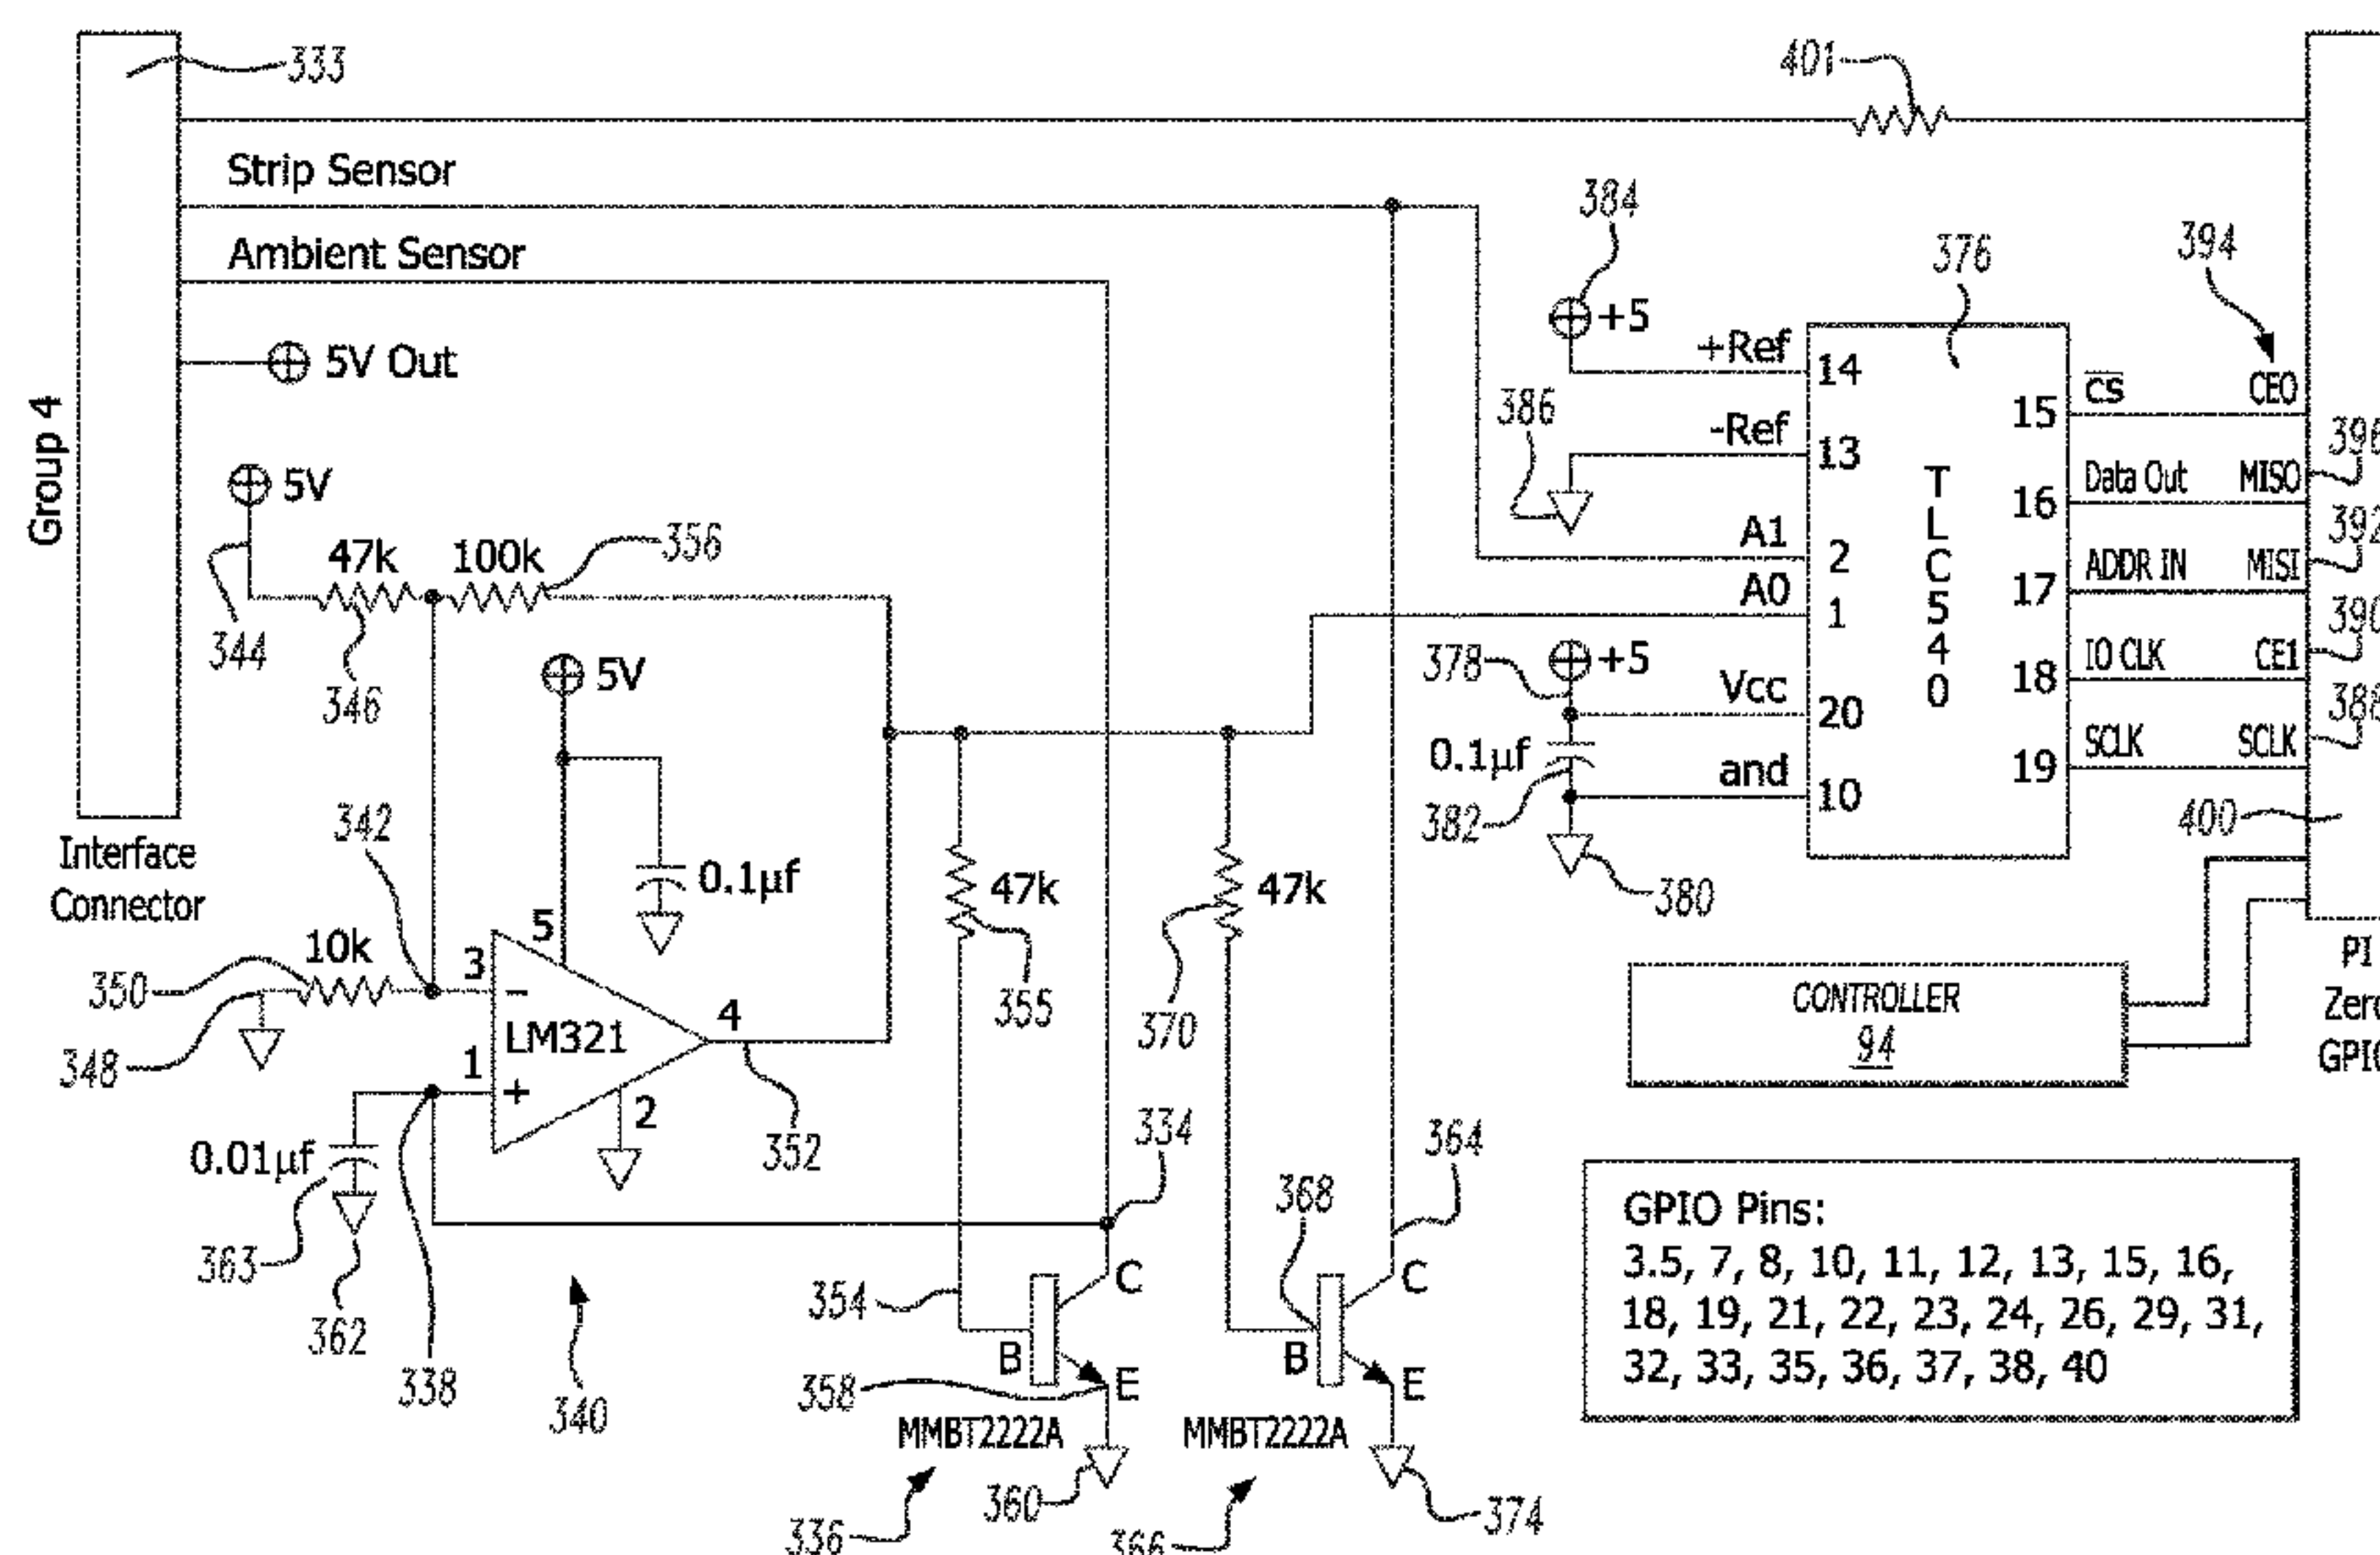 333
401
Strip Sensor
Ambient Sensor
384
376
394
+5
5V Out
+Ref
14
CS
CEO
15
386
-Ref
13
396
Group 4
5V
T
L
C
5
4
0
Data Out
MISO
16
392
47k
100k
356
A1
2
ADDR IN
MISI
17
A0
1
390
344
346
5V
378
+5
IO CLK
CE1
18
Vcc
20
388
0.1µf
SCLK
SCLK
19
and
10
382
400
342
Interface
Connector
0.1µf
47k
47k
380
5
10k
3
350
−
355
370
CONTROLLER
94
PI
LM321
4
348
1
+
2
352
334
364
0.01µf
368
363
362
338
340
354
C
B
E
358
C
B
E
GPIO Pins:
3.5, 7, 8, 10, 11, 12, 13, 15, 16,
18, 19, 21, 22, 23, 24, 26, 29, 31,
32, 33, 35, 36, 37, 38, 40
MMBT2222A
MMBT2222A
360
374
336
366